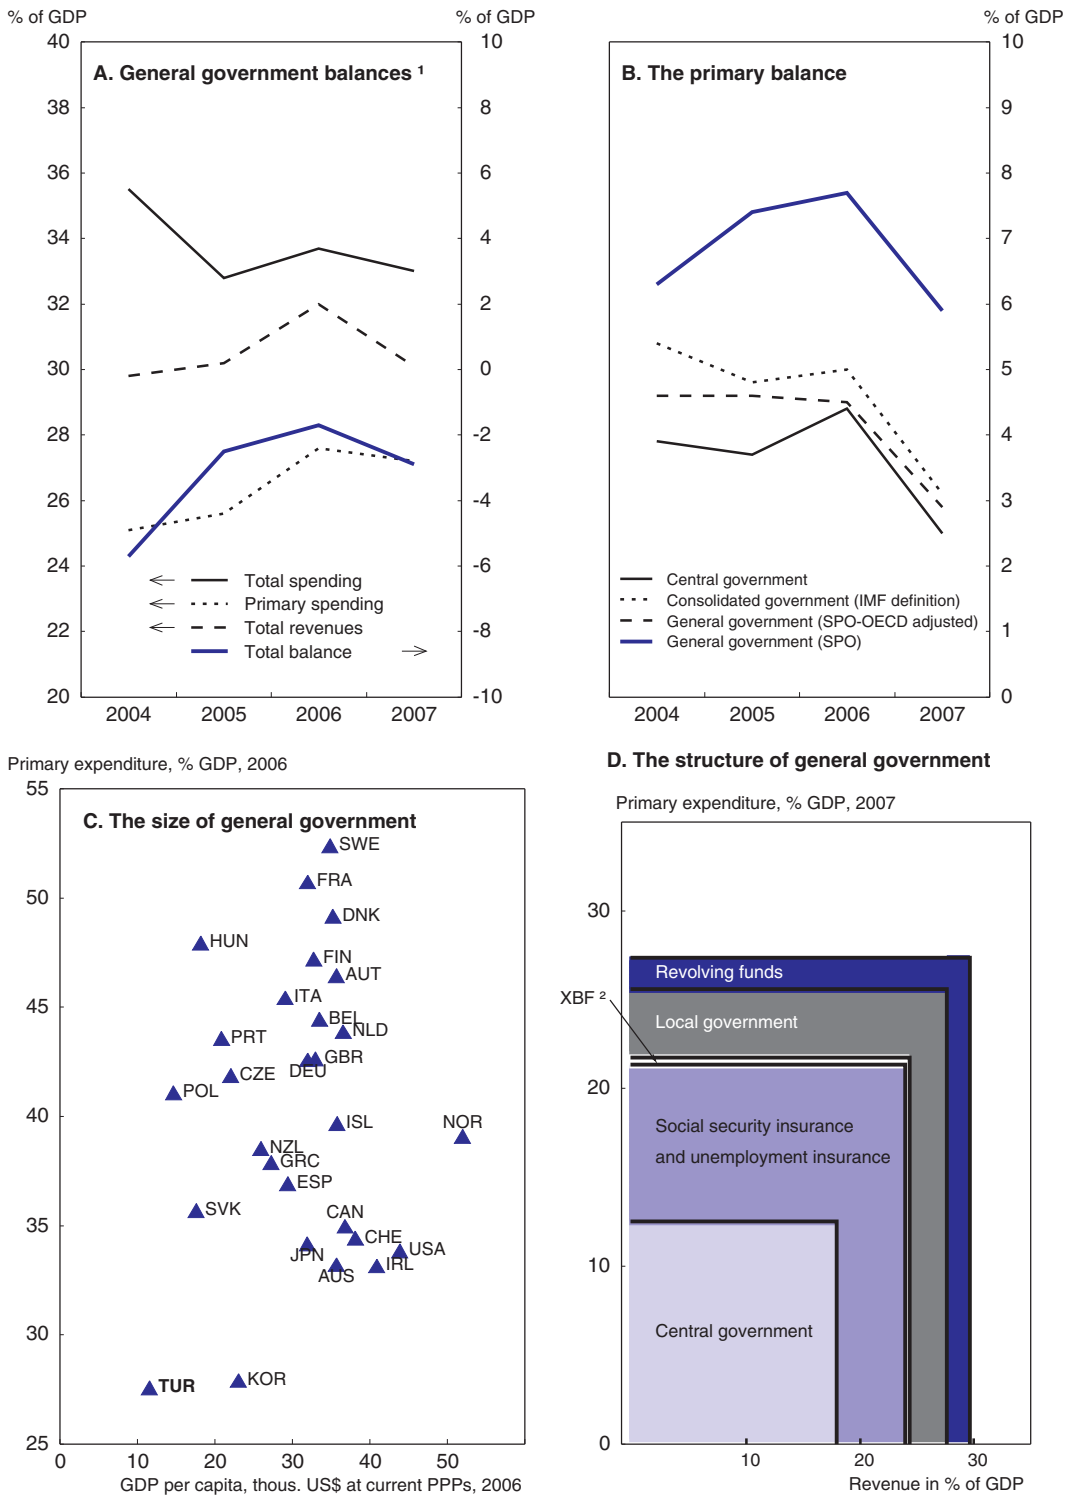 % of GDP
% of GDP
A. General government balances ¹
40
38
36
34
32
30
28
26
24
22
20
10
8
6
4
2
0
-2
-4
-6
-8
-10
Total spending
Primary spending
Total revenues
Total balance
2004 2005 2006 2007
% of GDP
B. The primary balance
10
9
8
7
6
5
4
3
2
1
0
Central government
Consolidated government (IMF definition)
General government (SPO-OECD adjusted)
General government (SPO)
2004 2005 2006 2007
Primary expenditure, % GDP, 2006
C. The size of general government
55
50
45
40
35
30
25
SWE
FRA
DNK
HUN
FIN
AUT
ITA
BEL
NLD
PRT
GBR
DEU
CZE
POL
ISL
NOR
NZL
GRC
ESP
SVK
CAN
CHE
JPN
USA
AUS
IRL
TUR
KOR
0 10 20 30 40 50
GDP per capita, thous. US$ at current PPPs, 2006
D. The structure of general government
Primary expenditure, % GDP, 2007
30
20
10
0
Revolving funds
XBF ²
Local government
Social security insurance
and unemployment insurance
Central government
10 20 30
Revenue in % of GDP